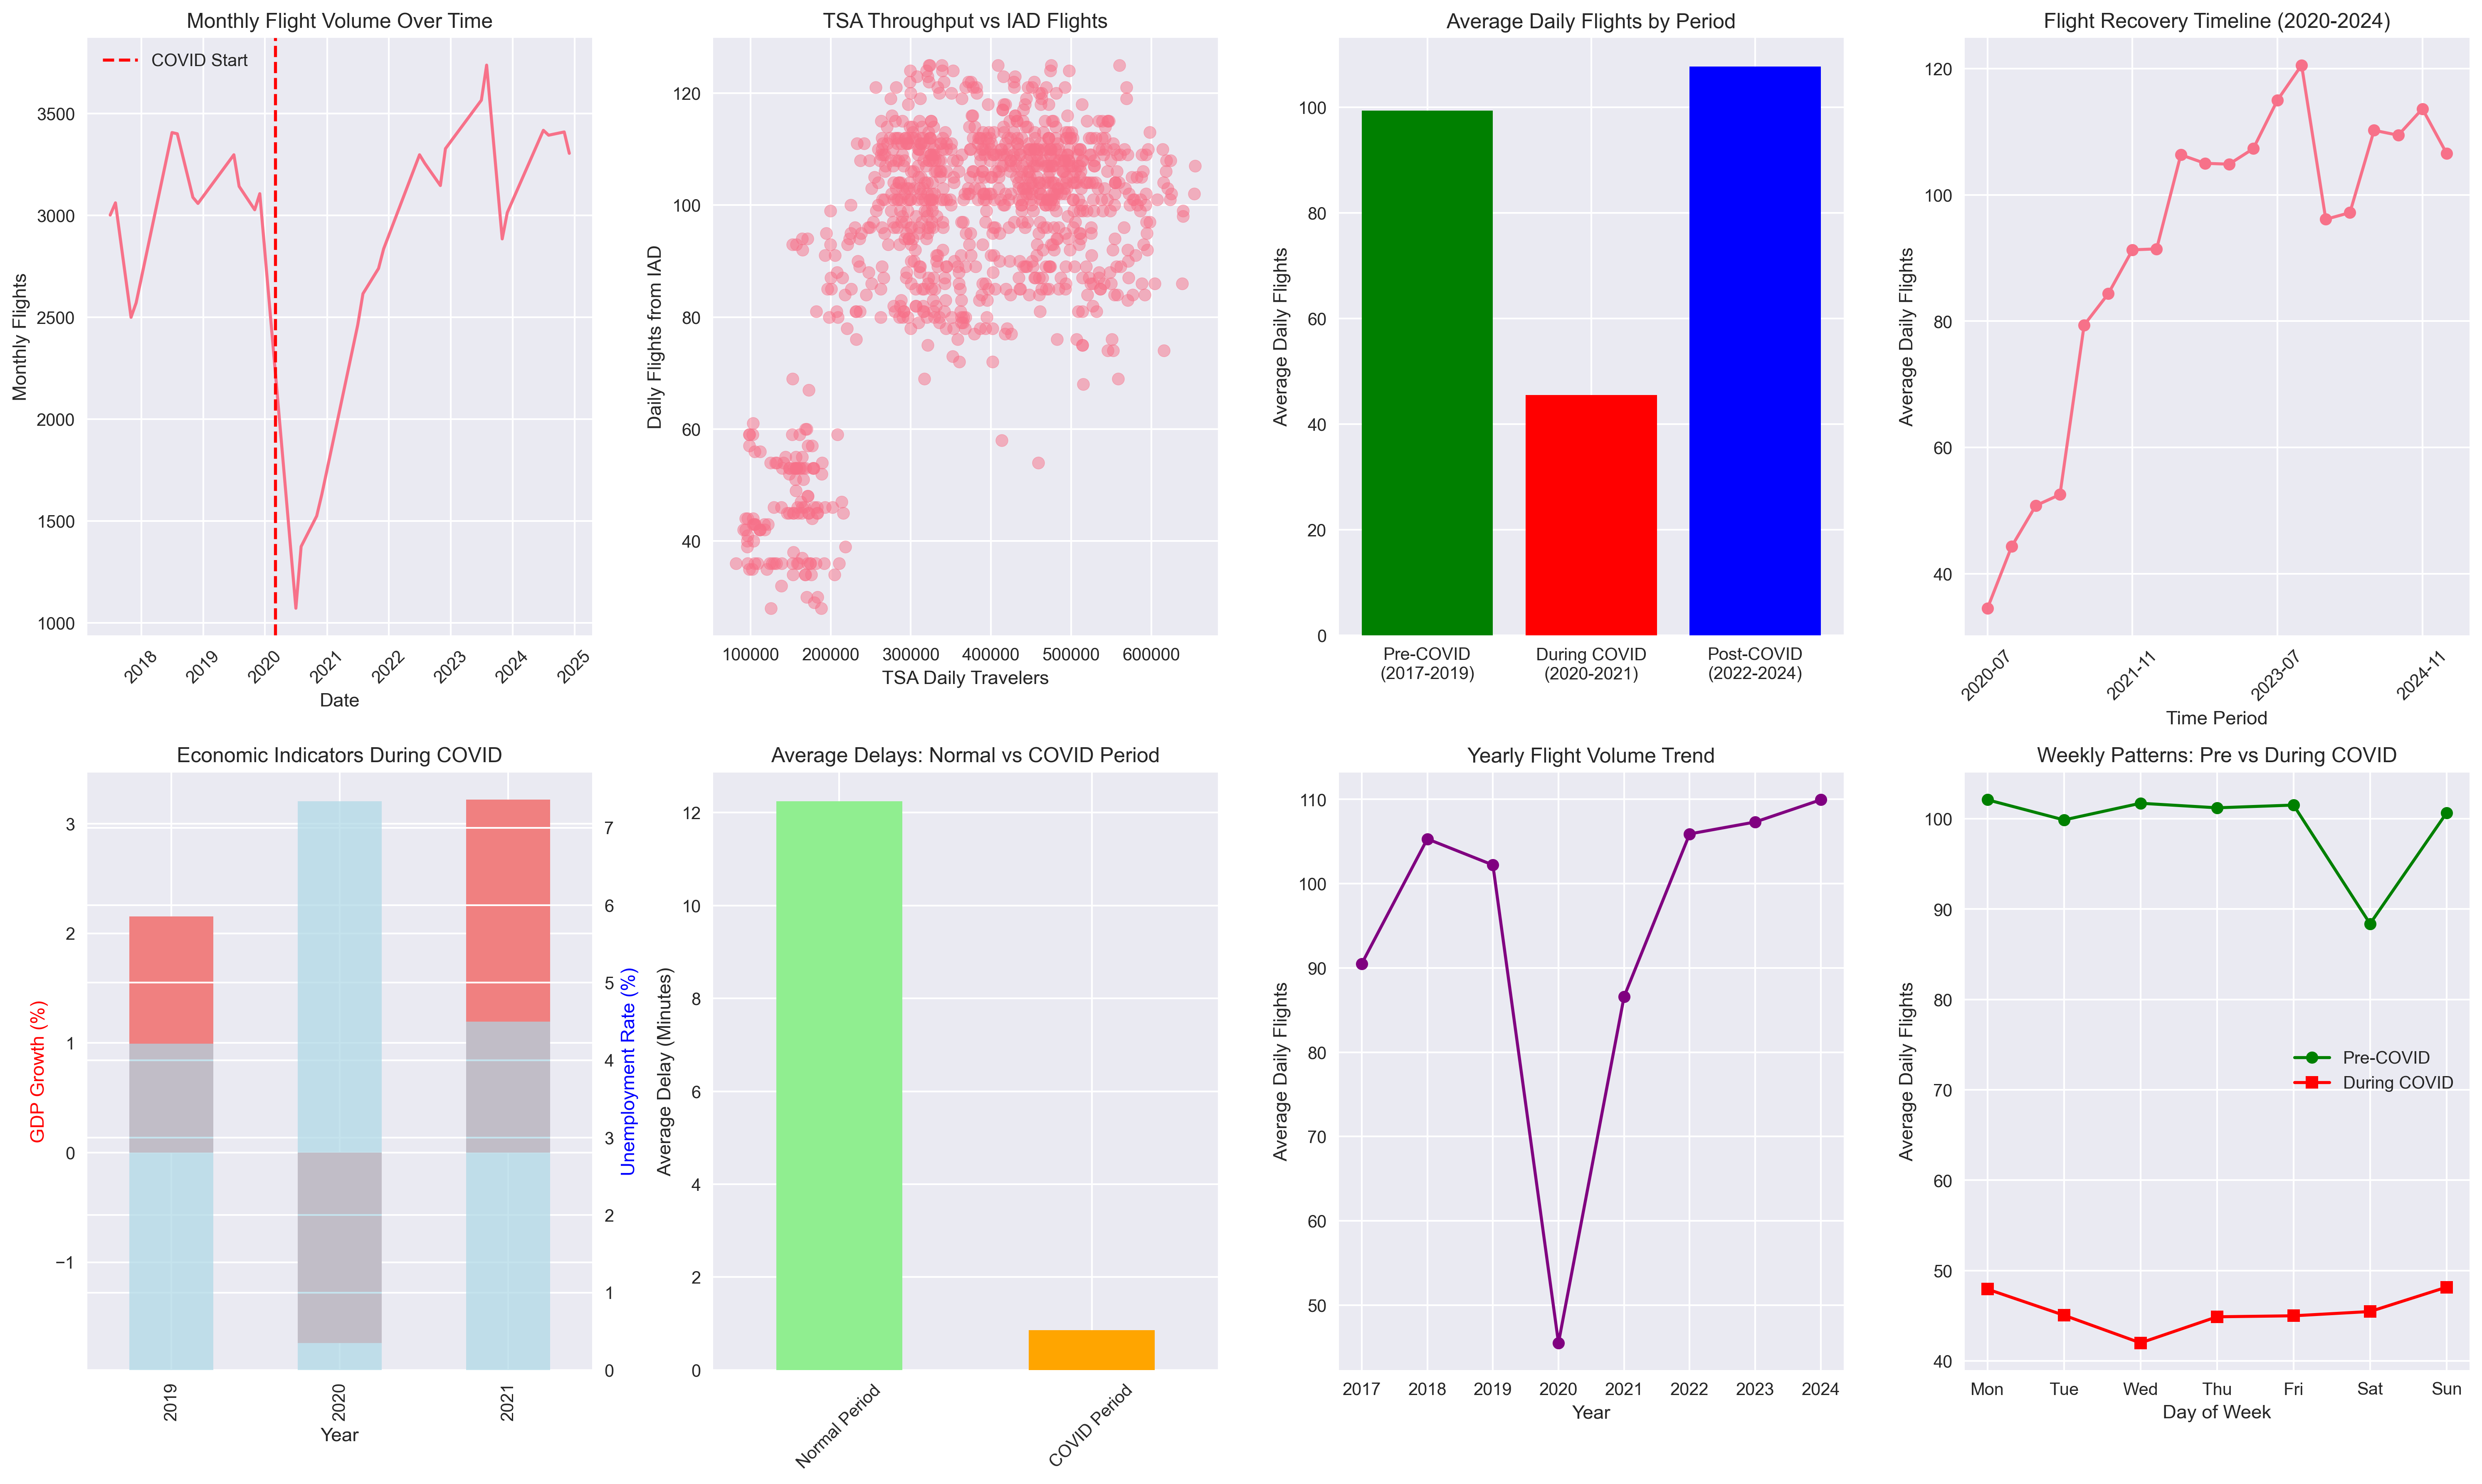 Monthly Flight Volume Over Time
COVID Start
3500
3000
2500
2000
1500
1000
Monthly Flights
2018
2019
2020
2021
2022
2023
2024
2025
Date
TSA Throughput vs IAD Flights
120
100
80
60
40
Daily Flights from IAD
100000
200000
300000
400000
500000
600000
TSA Daily Travelers
Average Daily Flights by Period
100
80
60
40
20
0
Average Daily Flights
Pre-COVID
(2017-2019)
During COVID
(2020-2021)
Post-COVID
(2022-2024)
Flight Recovery Timeline (2020-2024)
120
100
80
60
40
Average Daily Flights
2020-07
2021-11
2023-07
2024-11
Time Period
Economic Indicators During COVID
3
2
1
0
−1
GDP Growth (%)
7
6
5
4
3
2
1
0
Unemployment Rate (%)
2019
2020
2021
Year
Average Delays: Normal vs COVID Period
12
10
8
6
4
2
0
Average Delay (Minutes)
Normal Period
COVID Period
Yearly Flight Volume Trend
110
100
90
80
70
60
50
Average Daily Flights
2017
2018
2019
2020
2021
2022
2023
2024
Year
Weekly Patterns: Pre vs During COVID
100
90
80
70
60
50
40
Average Daily Flights
Pre-COVID
During COVID
Mon
Tue
Wed
Thu
Fri
Sat
Sun
Day of Week